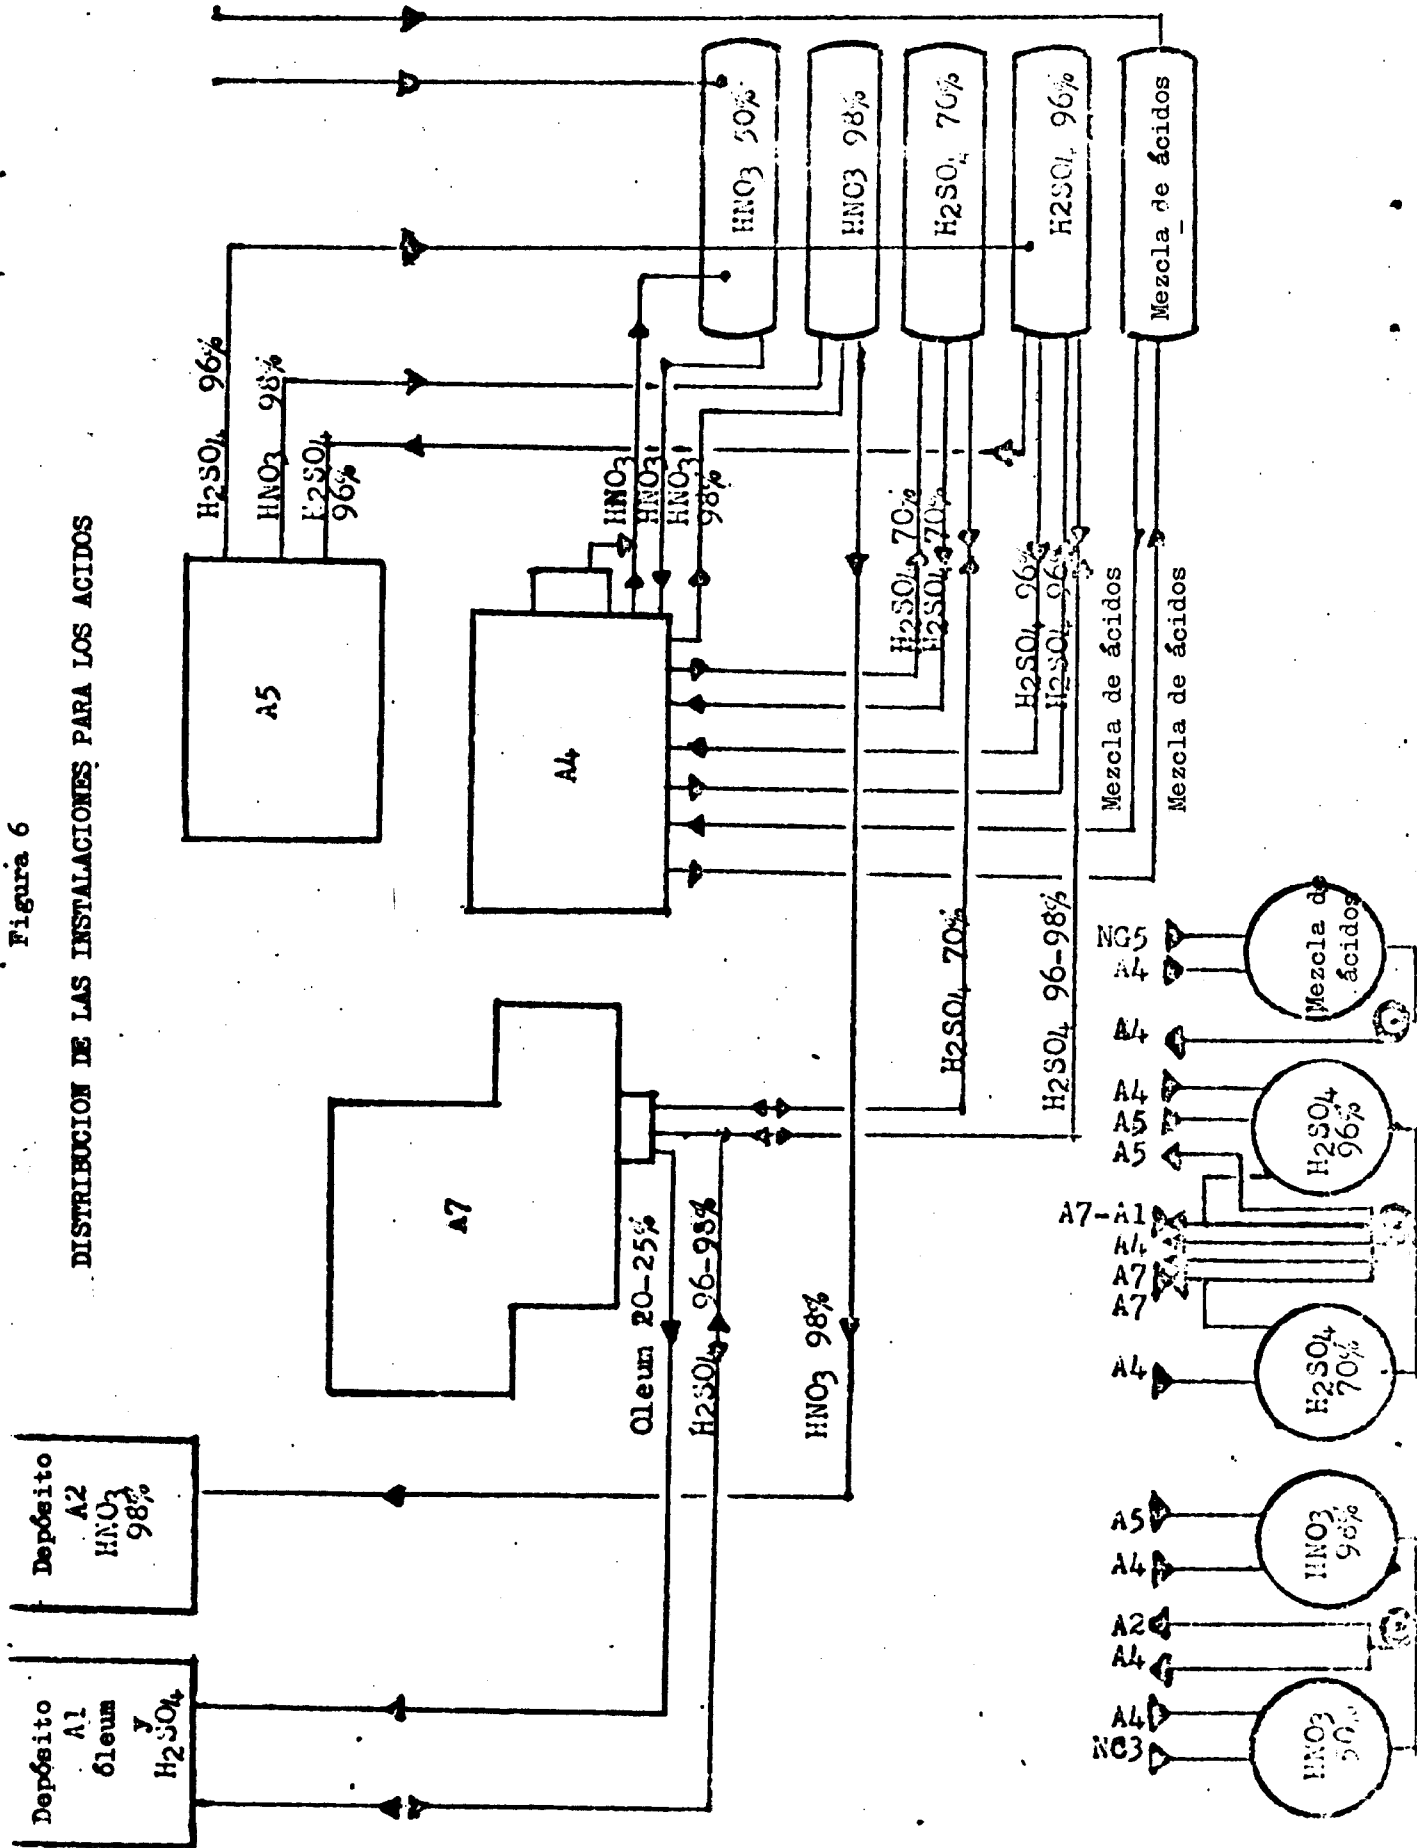 Figura 6
DISTRIBUCION DE LAS INSTALACIONES PARA LOS ACIDOS
Depósito
A1
óleum
y
H2SO4
Depósito
A2
HNO3
98%
A7
A5
A4
H2SO4 96%
HNO3 98%
H2SO4
96%
HNO3
HNO3
HNO3
98%
HNO3 50%
HNO3 98%
H2SO4 70%
H2SO4 96%
Mezcla de ácidos
H2SO4 70%
H2SO4 70%
H2SO4 96%
H2SO4 96%
Mezcla de ácidos
Mezcla de ácidos
Oleum 20-25%
H2SO4 96-98%
HNO3 98%
H2SO4 70%
H2SO4 96-98%
NC3
A4
A4
A2
A4
A5
A4
A7
A7
A4
A7-A1
A5
A5
A4
A4
A4
NG5
HNO3
50%
HNO3
98%
H2SO4
70%
H2SO4
96%
Mezcla de
ácidos